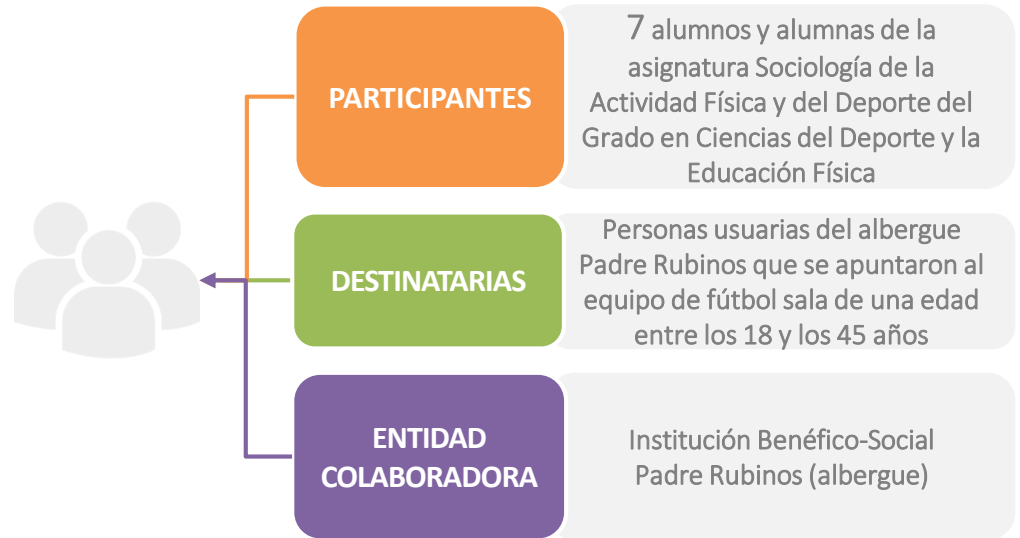 PARTICIPANTES
7 alumnos y alumnas de la
asignatura Sociología de la
Actividad Física y del Deporte del
Grado en Ciencias del Deporte y la
Educación Física
DESTINATARIAS
Personas usuarias del albergue
Padre Rubinos que se apuntaron al
equipo de fútbol sala de una edad
entre los 18 y los 45 años
ENTIDAD
COLABORADORA
Institución Benéfico-Social
Padre Rubinos (albergue)